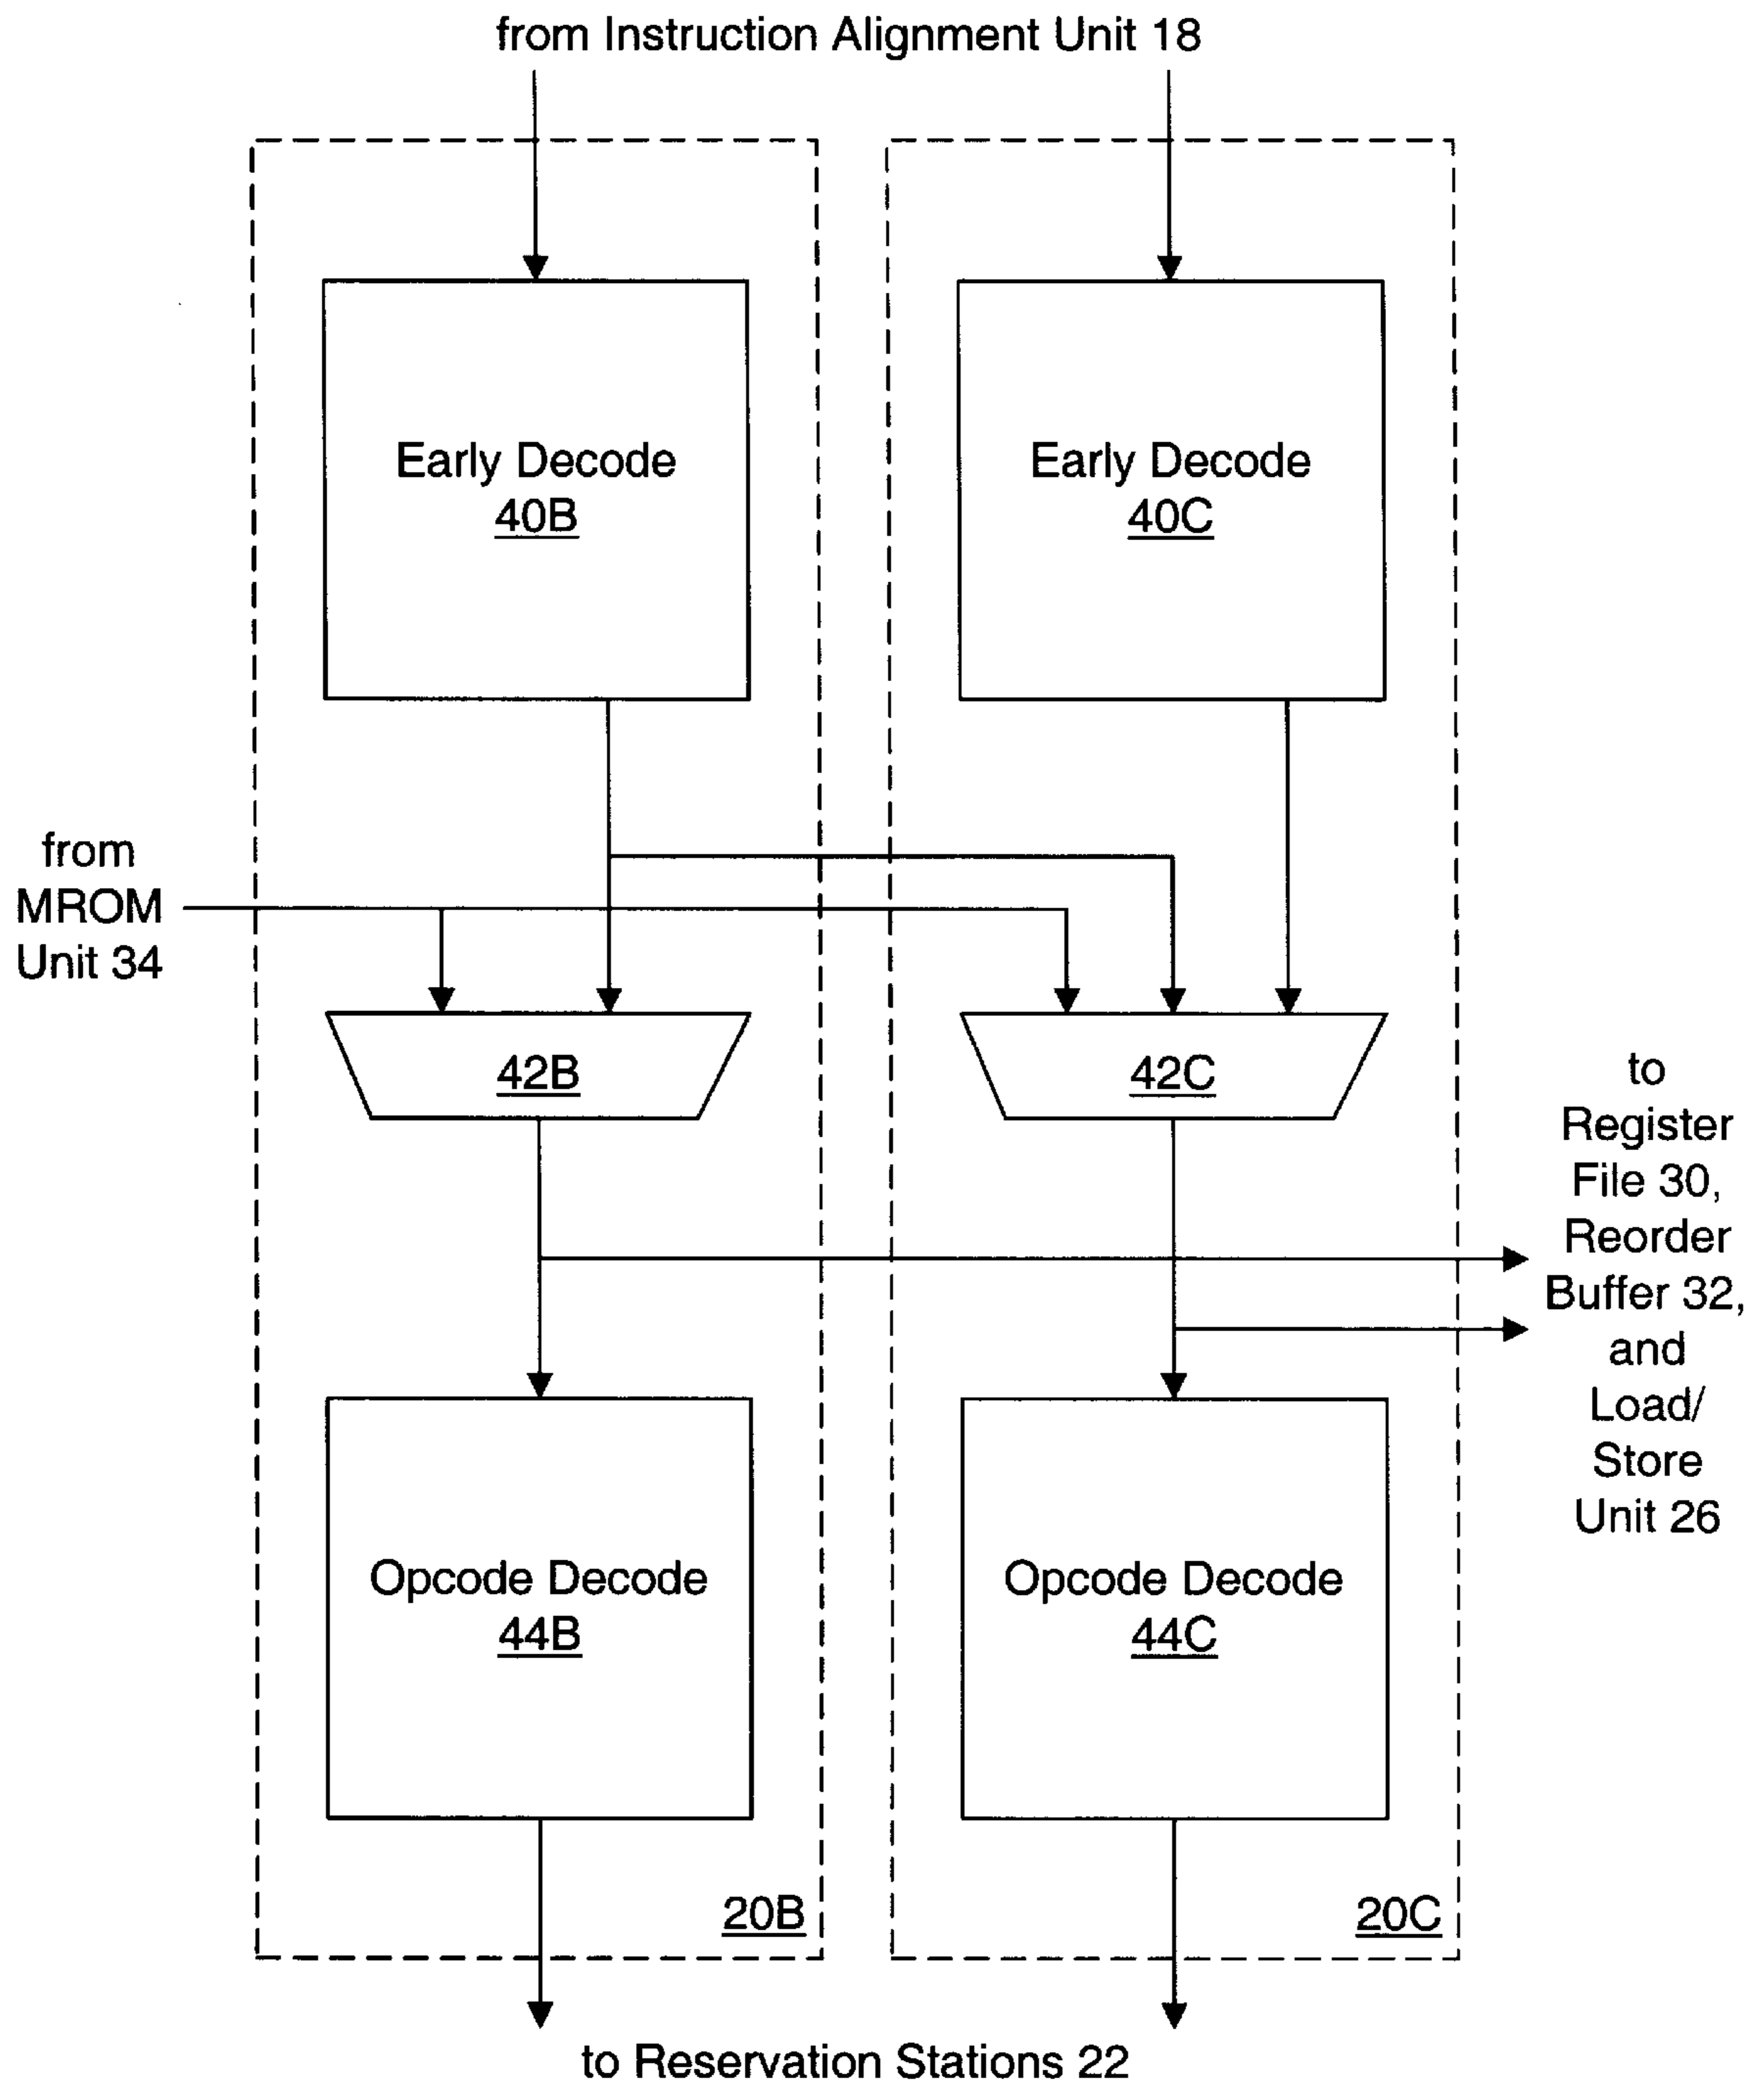 from Instruction Alignment Unit 18
Early Decode
40B
Early Decode
40C
from
MROM
Unit 34
42B
42C
to
Register
File 30,
Reorder
Buffer 32,
and
Load/
Store
Unit 26
Opcode Decode
44B
Opcode Decode
44C
20B
20C
to Reservation Stations 22